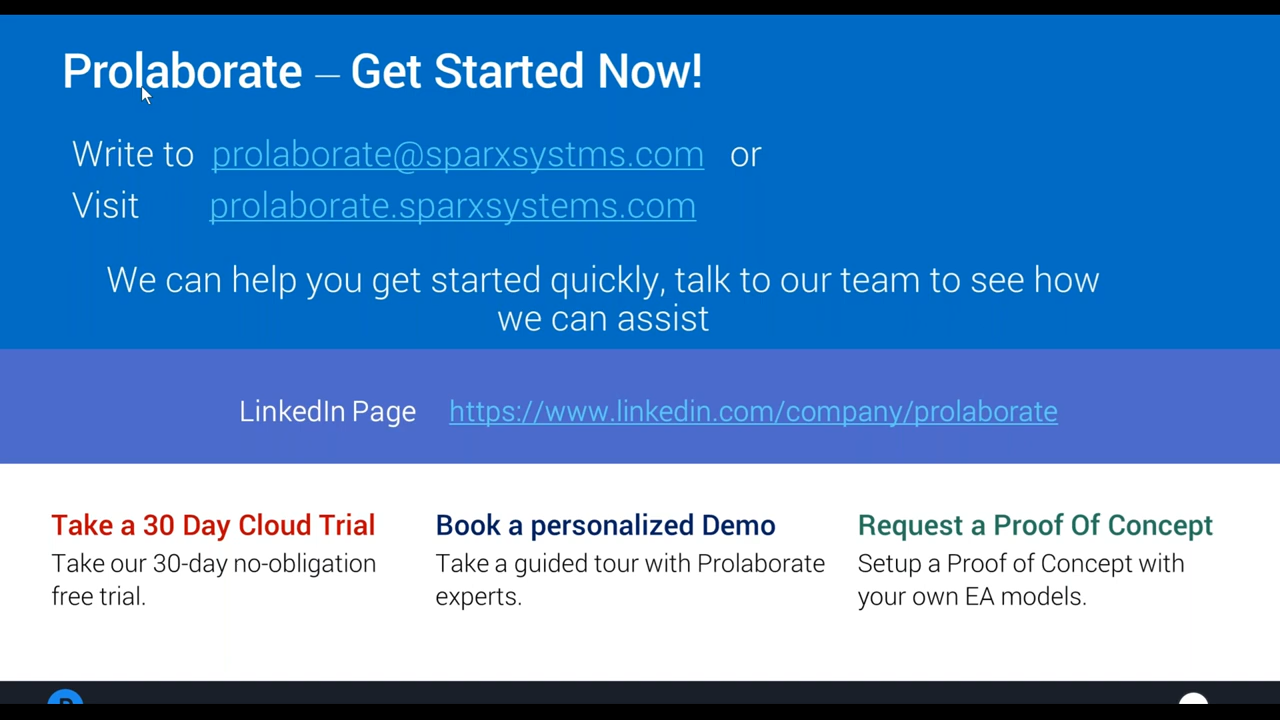 Prolaborate – Get Started Now!
Write to prolaborate@sparxsystms.com or
Visit prolaborate.sparxsystems.com
We can help you get started quickly, talk to our team to see how
we can assist
LinkedIn Page https://www.linkedin.com/company/prolaborate
Take a 30 Day Cloud Trial
Take our 30-day no-obligation
free trial.
Book a personalized Demo
Take a guided tour with Prolaborate
experts.
Request a Proof Of Concept
Setup a Proof of Concept with
your own EA models.